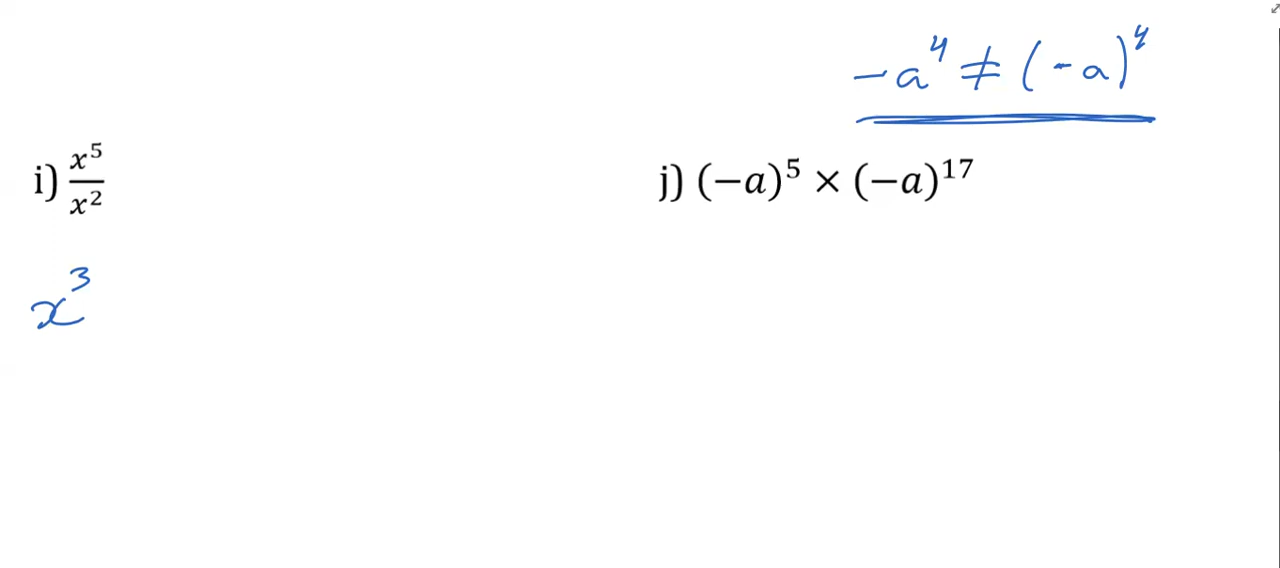 -a⁴ ≠ (-a)⁴
i) x⁵/x²
j) (−a)⁵ × (−a)¹⁷
x³